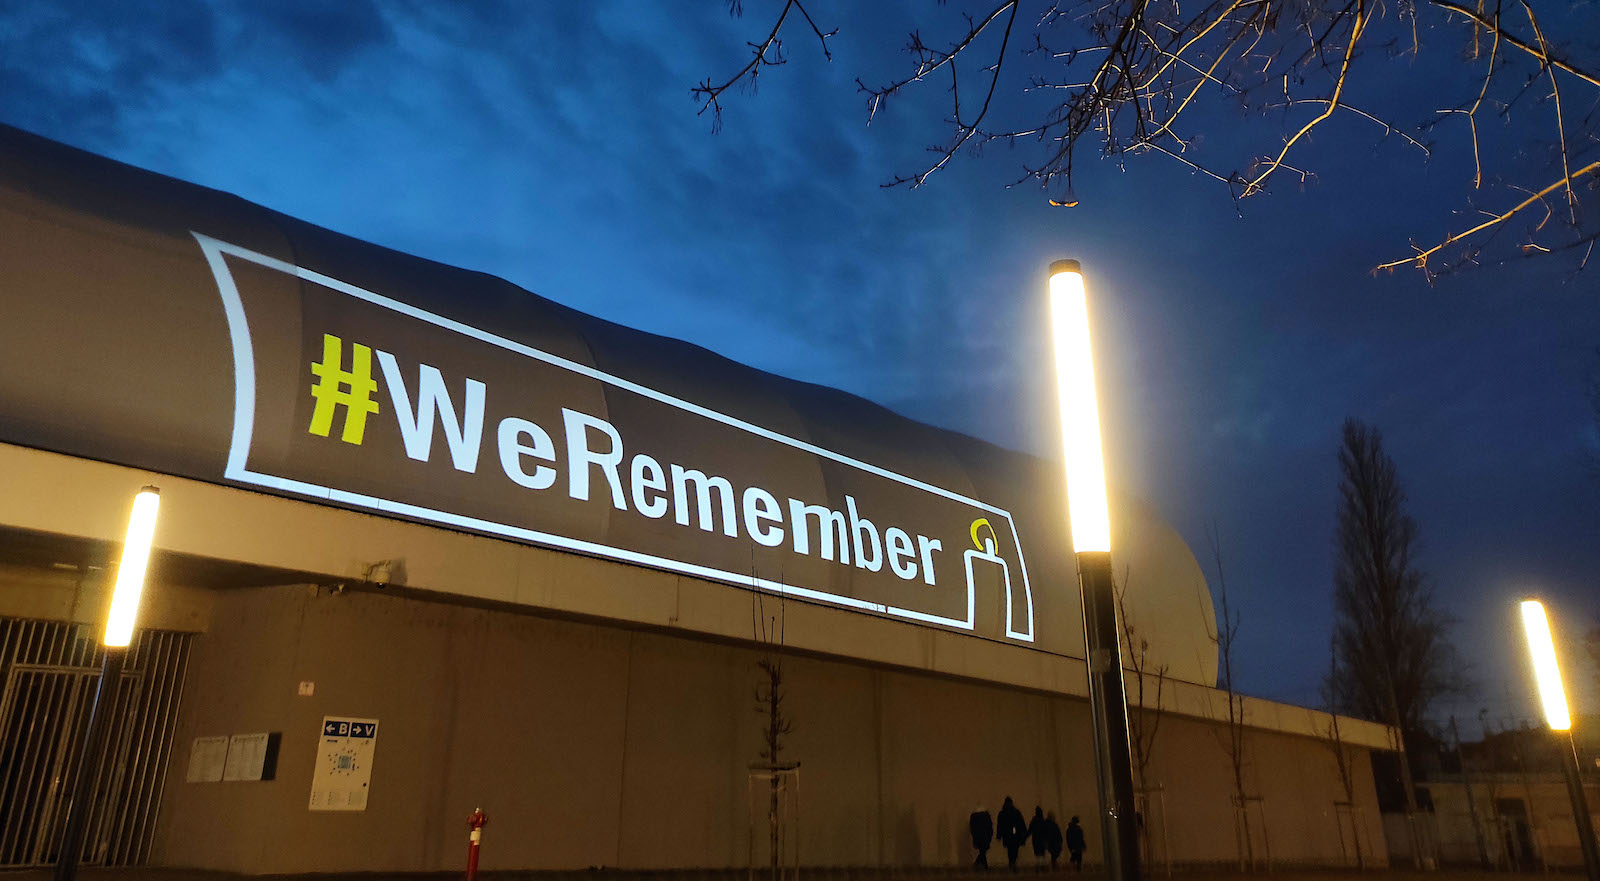 #WeRemember
← B → V